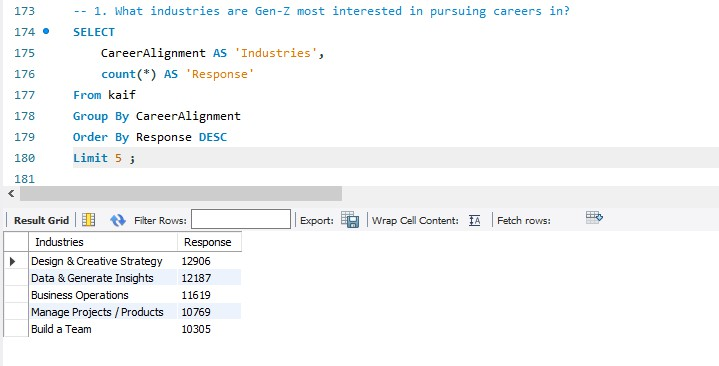 173 -- 1. What industries are Gen-Z most interested in pursuing careers in?
174 SELECT
175 CareerAlignment AS 'Industries',
176 count(*) AS 'Response'
177 From kaif
178 Group By CareerAlignment
179 Order By Response DESC
180 Limit 5 ;
181
Result Grid Filter Rows: Export: Wrap Cell Content: Fetch rows:
Industries Response
Design & Creative Strategy 12906
Data & Generate Insights 12187
Business Operations 11619
Manage Projects / Products 10769
Build a Team 10305